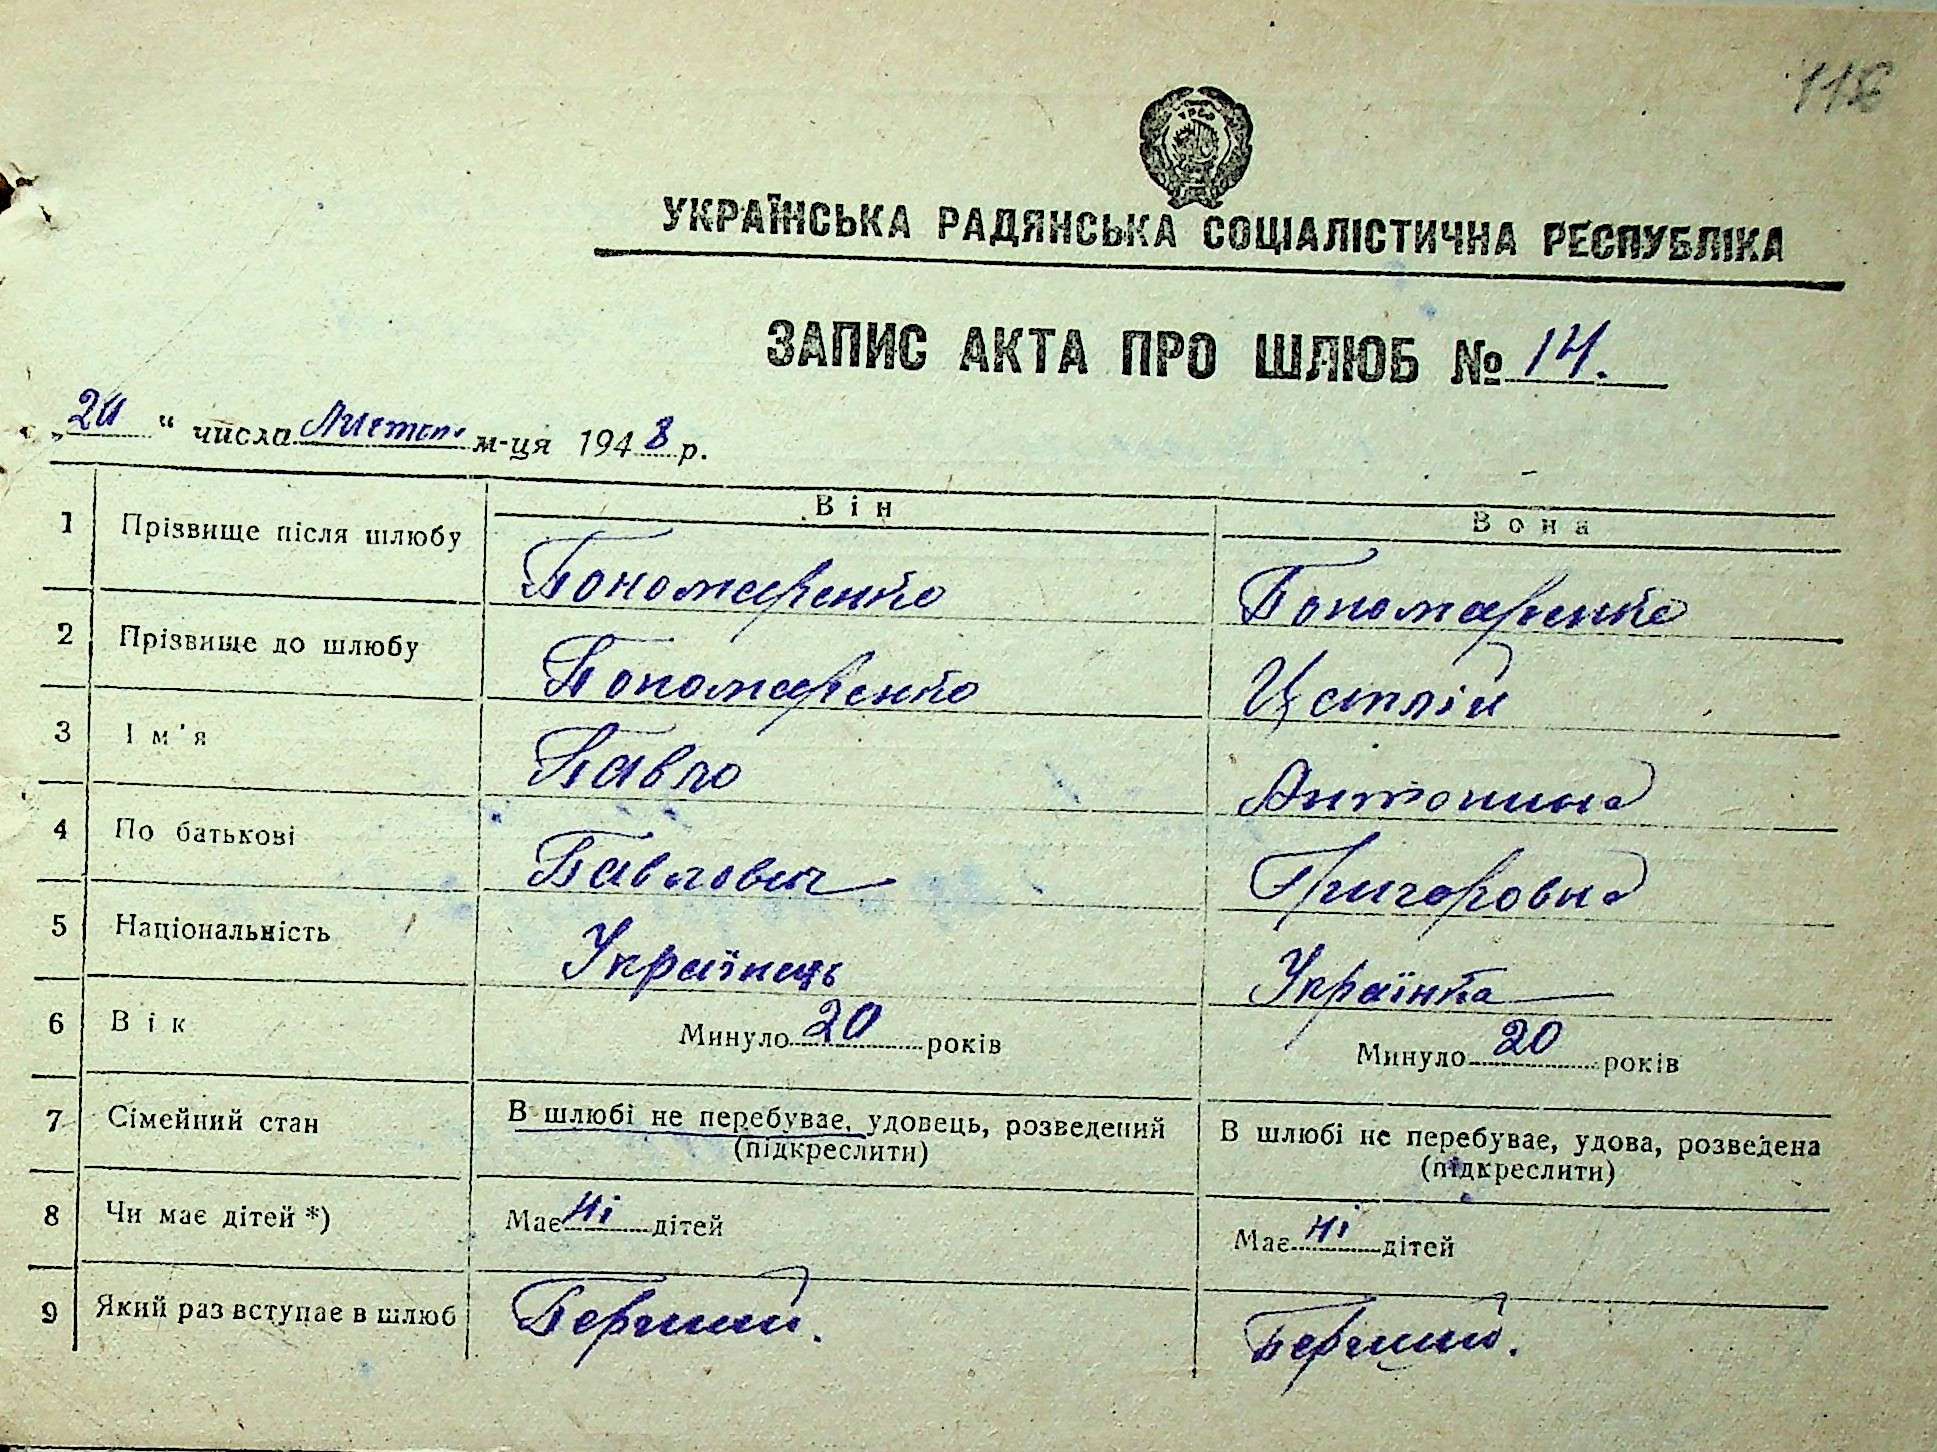 116
УКРАЇНСЬКА РАДЯНСЬКА СОЦІАЛІСТИЧНА РЕСПУБЛІКА
ЗАПИС АКТА ПРО ШЛЮБ № 14.
„ “ числа Листоп. м-ця 1948 р.
Він Вона
1 Прізвище після шлюбу Пономаренко Пономаренко
2 Прізвище до шлюбу Пономаренко
3 Ім'я Павло Антонина
4 По батькові Павлович Григоровна
5 Національність Українець Українка
6 Вік Минуло 20 років Минуло 20 років
7 Сімейний стан В шлюбі не перебуває, удовець, розведений В шлюбі не перебуває, удова, розведена
(підкреслити) (підкреслити)
8 Чи має дітей *) Має ні дітей Має ні дітей
9 Який раз вступає в шлюб Перший. Перший.